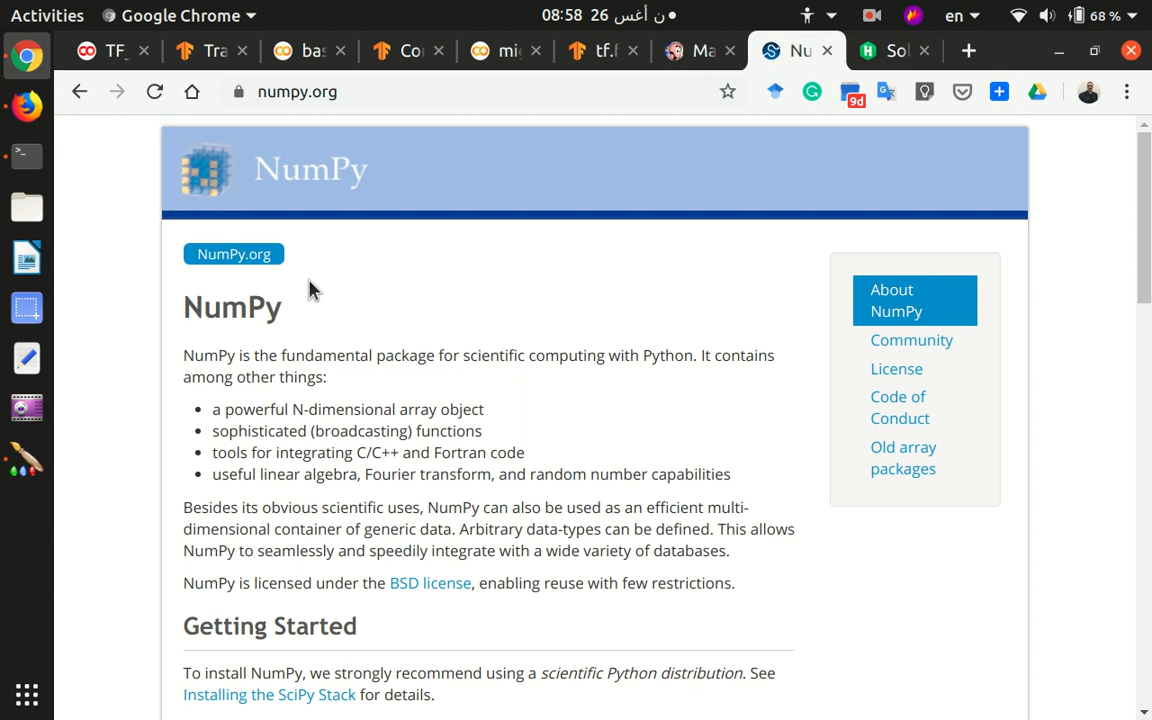 Activities
Google Chrome
ن أغس 26 08:58
en
68 %
TF_
Tra
bas
Co
mi
tf.f
Ma
Nu
Sol
numpy.org
9d
NumPy
NumPy.org
NumPy
NumPy is the fundamental package for scientific computing with Python. It contains
among other things:
• a powerful N-dimensional array object
• sophisticated (broadcasting) functions
• tools for integrating C/C++ and Fortran code
• useful linear algebra, Fourier transform, and random number capabilities
Besides its obvious scientific uses, NumPy can also be used as an efficient multi-
dimensional container of generic data. Arbitrary data-types can be defined. This allows
NumPy to seamlessly and speedily integrate with a wide variety of databases.
NumPy is licensed under the BSD license, enabling reuse with few restrictions.
Getting Started
To install NumPy, we strongly recommend using a scientific Python distribution. See
Installing the SciPy Stack for details.
About
NumPy
Community
License
Code of
Conduct
Old array
packages